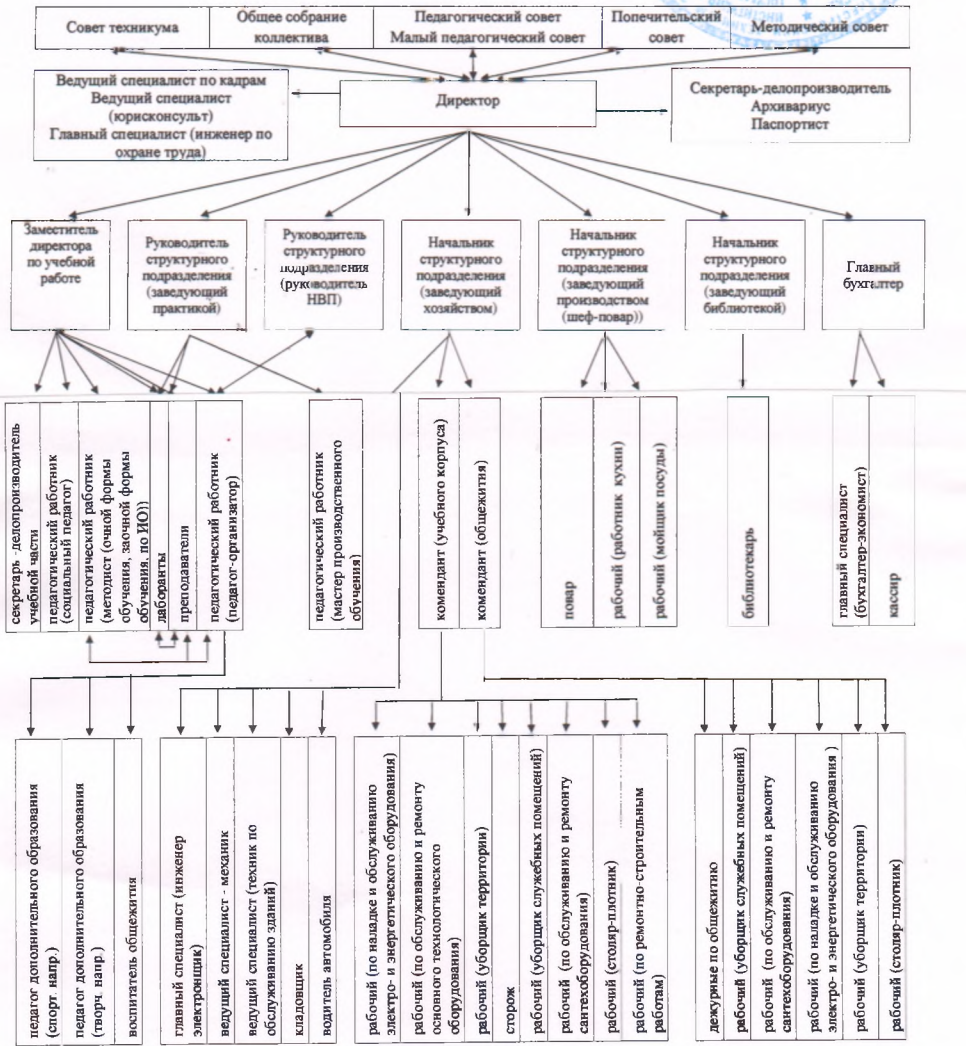 Совет техникума
Общее собрание
коллектива
Педагогический совет
Малый педагогический совет
Попечительский
совет
Методический совет
Ведущий специалист по кадрам
Ведущий специалист
(юрисконсульт)
Главный специалист (инженер по
охране труда)
Директор
Секретарь-делопроизводитель
Архивариус
Паспортист
Заместитель
директора
по учебной
работе
Руководитель
структурного
подразделения
(заведующий
практикой)
Руководитель
структурного
подразделения
(руководитель
НВП)
Начальник
структурного
подразделения
(заведующий
хозяйством)
Начальник
структурного
подразделения
(заведующий
производством
(шеф-повар))
Начальник
структурного
подразделения
(заведующий
библиотекой)
Главный
бухгалтер
секретарь -делопроизводитель
учебной части
педагогический работник
(социальный педагог)
педагогический работник
(методист (очной формы
обучения, заочной формы
обучения, по ИО))
лаборанты
преподаватели
педагогический работник
(педагог-организатор)
педагогический работник
(мастер производственного
обучения)
комендант (учебного корпуса)
комендант (общежития)
повар
рабочий (работник кухни)
рабочий (мойщик посуды)
библиотекарь
главный специалист
(бухгалтер-экономист)
кассир
педагог дополнительного образования
(спорт. напр.)
педагог дополнительного образования
(творч. напр.)
воспитатель общежития
главный специалист (инженер
электронщик)
ведущий специалист - механик
ведущий специалист (техник по
обслуживанию зданий)
кладовщик
водитель автомобиля
рабочий (по наладке и обслуживанию
электро- и энергетического оборудования)
рабочий (по обслуживанию и ремонту
основного технологического
оборудования)
рабочий (уборщик территории)
сторож
рабочий (уборщик служебных помещений)
рабочий (по обслуживанию и ремонту
сантехоборудования)
рабочий (столяр-плотник)
рабочий (по ремонтно-строительным
работам)
дежурные по общежитию
рабочий (уборщик служебных помещений)
рабочий (по обслуживанию и ремонту
сантехоборудования)
рабочий (по наладке и обслуживанию
электро- и энергетического оборудования )
рабочий (уборщик территории)
рабочий (столяр-плотник)